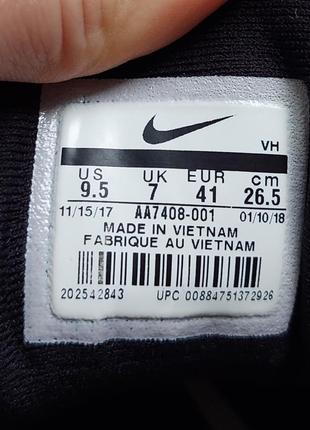 VH
US UK EUR cm
9.5 7 41 26.5
11/15/17 AA7408-001 01/10/18
MADE IN VIETNAM
FABRIQUE AU VIETNAM
202542843 UPC 00884751372926